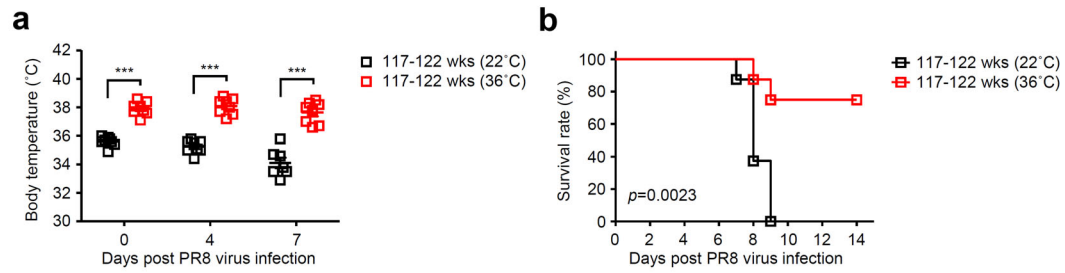 a
Body temperature (˚C)
42
40
38
36
34
32
30
***
***
***
0
4
7
Days post PR8 virus infection
117-122 wks (22˚C)
117-122 wks (36˚C)
b
Survival rate (%)
100
80
60
40
20
0
p=0.0023
0 2 4 6 8 10 12 14
Days post PR8 virus infection
117-122 wks (22˚C)
117-122 wks (36˚C)